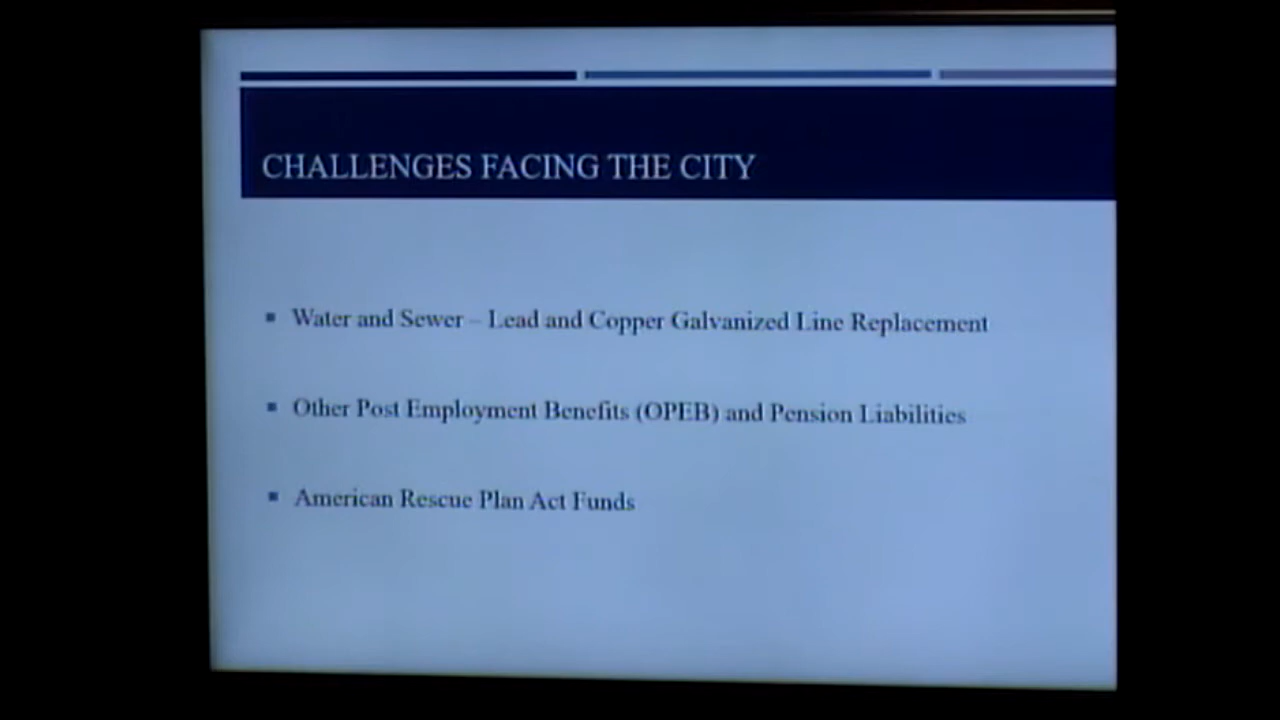 CHALLENGES FACING THE CITY
Water and Sewer – Lead and Copper Galvanized Line Replacement
Other Post Employment Benefits (OPEB) and Pension Liabilities
American Rescue Plan Act Funds